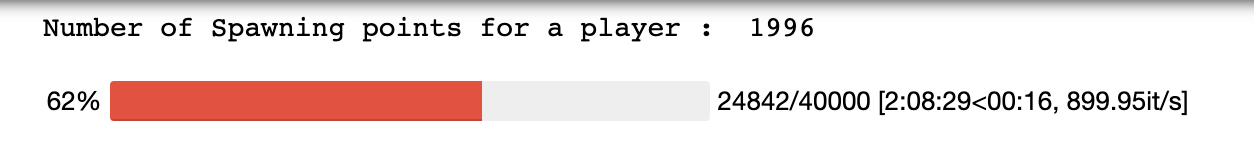 Number of Spawning points for a player :  1996
62% 24842/40000 [2:08:29<00:16, 899.95it/s]